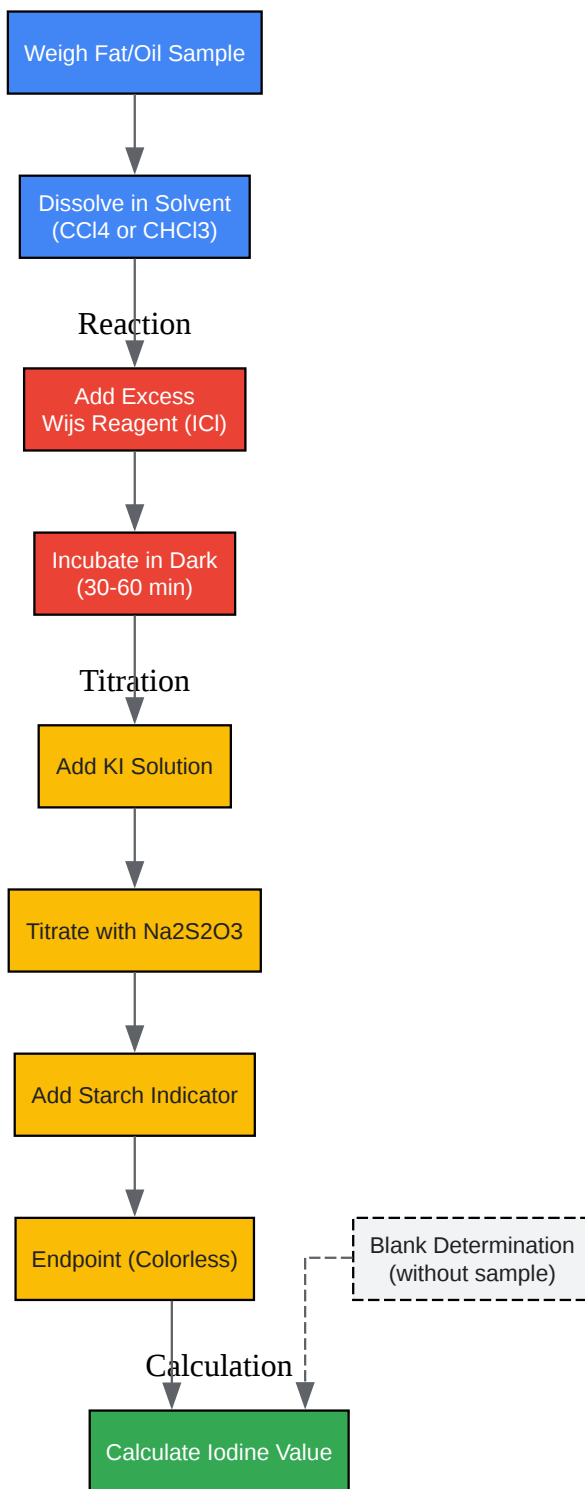 Weigh Fat/Oil Sample
Dissolve in Solvent
(CCl4 or CHCl3)
Reaction
Add Excess
Wijs Reagent (ICl)
Incubate in Dark
(30-60 min)
Titration
Add KI Solution
Titrate with Na2S2O3
Add Starch Indicator
Endpoint (Colorless)
Blank Determination
(without sample)
Calculation
Calculate Iodine Value